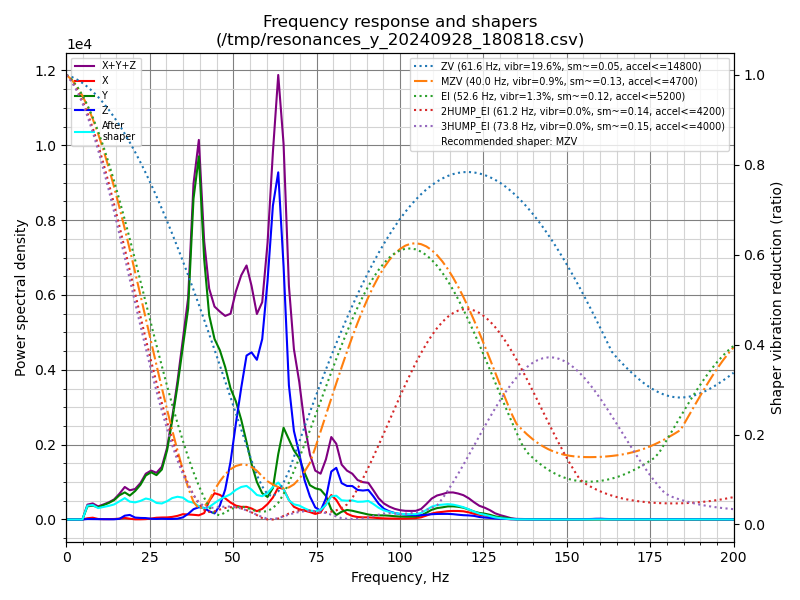 Frequency response and shapers
(/tmp/resonances_y_20240928_180818.csv)
1e4
X+Y+Z
X
Y
Z
After
shaper
ZV (61.6 Hz, vibr=19.6%, sm~=0.05, accel<=14800)
MZV (40.0 Hz, vibr=0.9%, sm~=0.13, accel<=4700)
EI (52.6 Hz, vibr=1.3%, sm~=0.12, accel<=5200)
2HUMP_EI (61.2 Hz, vibr=0.0%, sm~=0.14, accel<=4200)
3HUMP_EI (73.8 Hz, vibr=0.0%, sm~=0.15, accel<=4000)
Recommended shaper: MZV
1.2
1.0
0.8
0.6
0.4
0.2
0.0
Power spectral density
1.0
0.8
0.6
0.4
0.2
0.0
Shaper vibration reduction (ratio)
0 25 50 75 100 125 150 175 200
Frequency, Hz